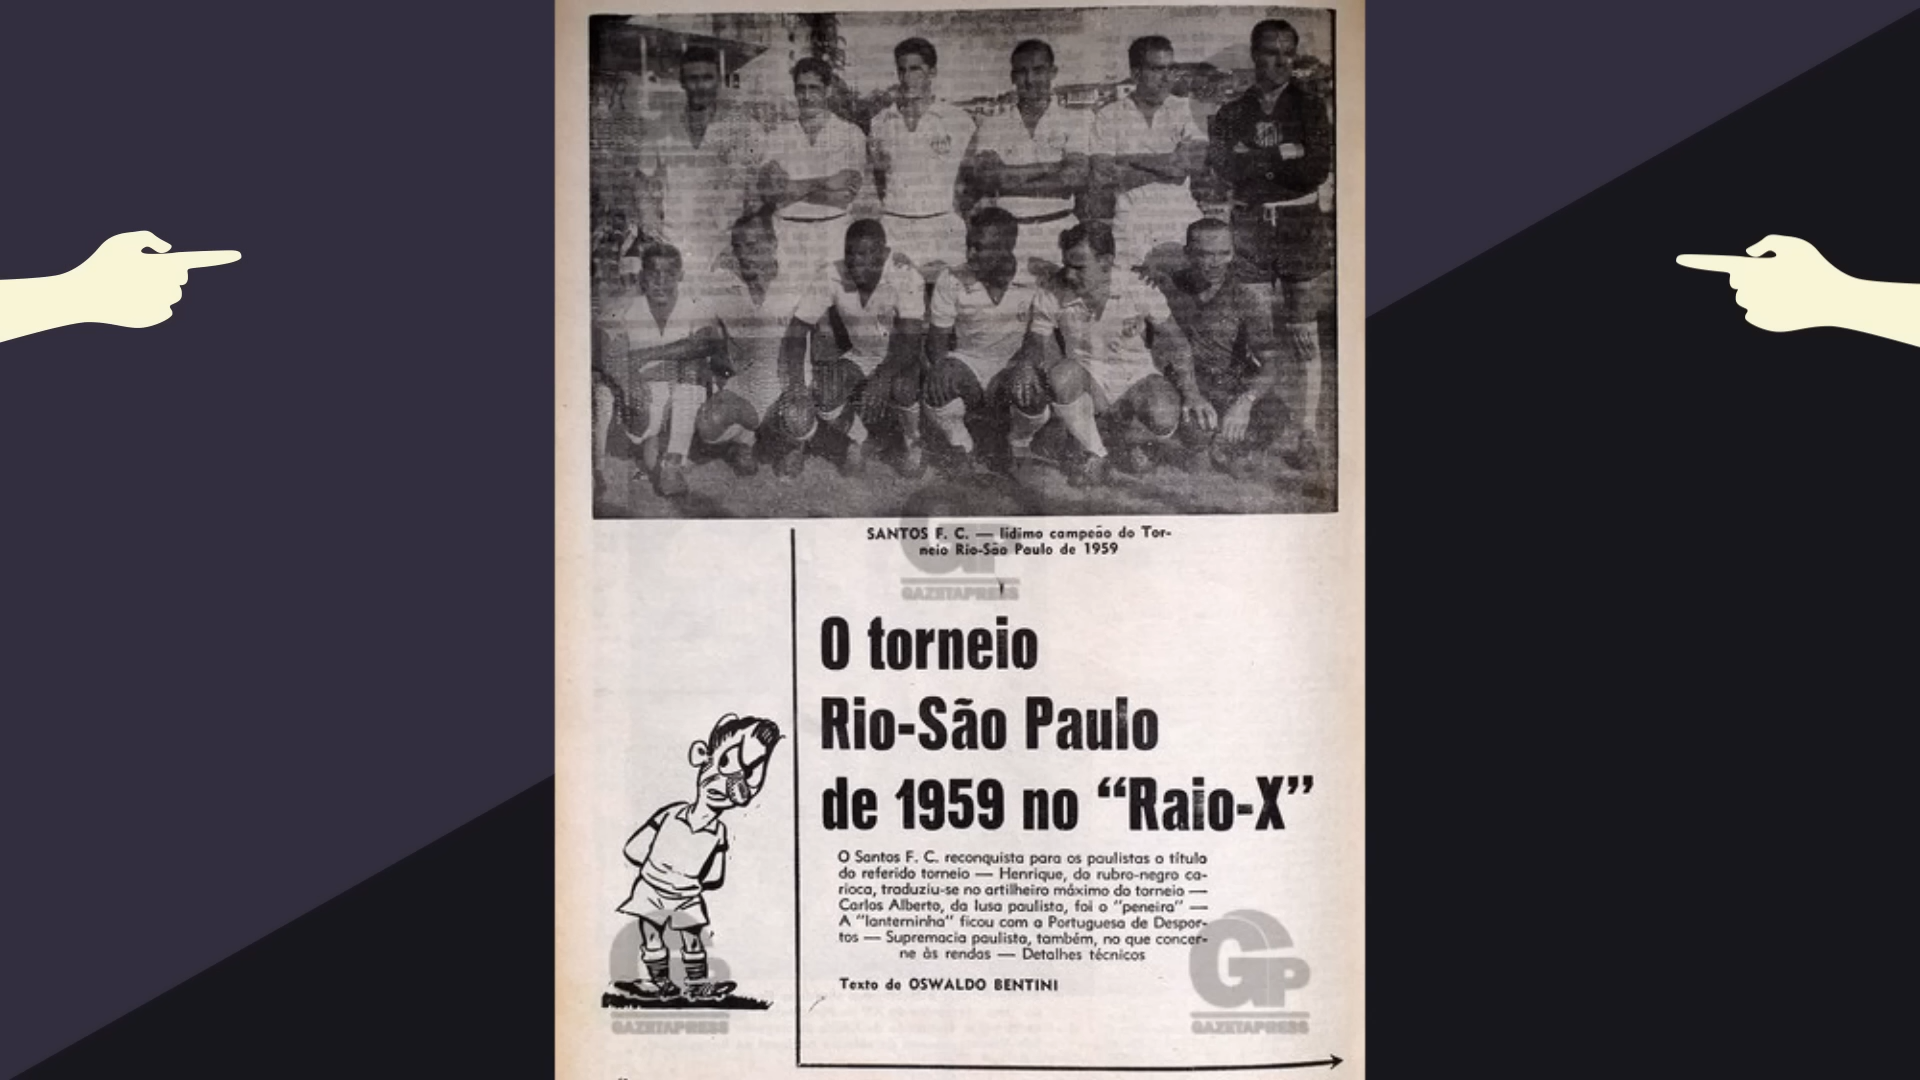 SANTOS F. C. — lídimo campeão do Tor-
neio Rio-São Paulo de 1959
GP
GAZETAPRESS
O torneio
Rio-São Paulo
de 1959 no “Raio-X”
O Santos F. C. reconquista para os paulistas o título
do referido torneio — Henrique, do rubro-negro ca-
rioca, traduziu-se no artilheiro máximo do torneio —
Carlos Alberto, da lusa paulista, foi o “peneira” —
A “lanterninha” ficou com a Portuguesa de Despor-
tos — Supremacia paulista, também, no que concer-
ne às rendas — Detalhes técnicos
Texto de OSWALDO BENTINI
GP
GAZETAPRESS
GP
GAZETAPRESS